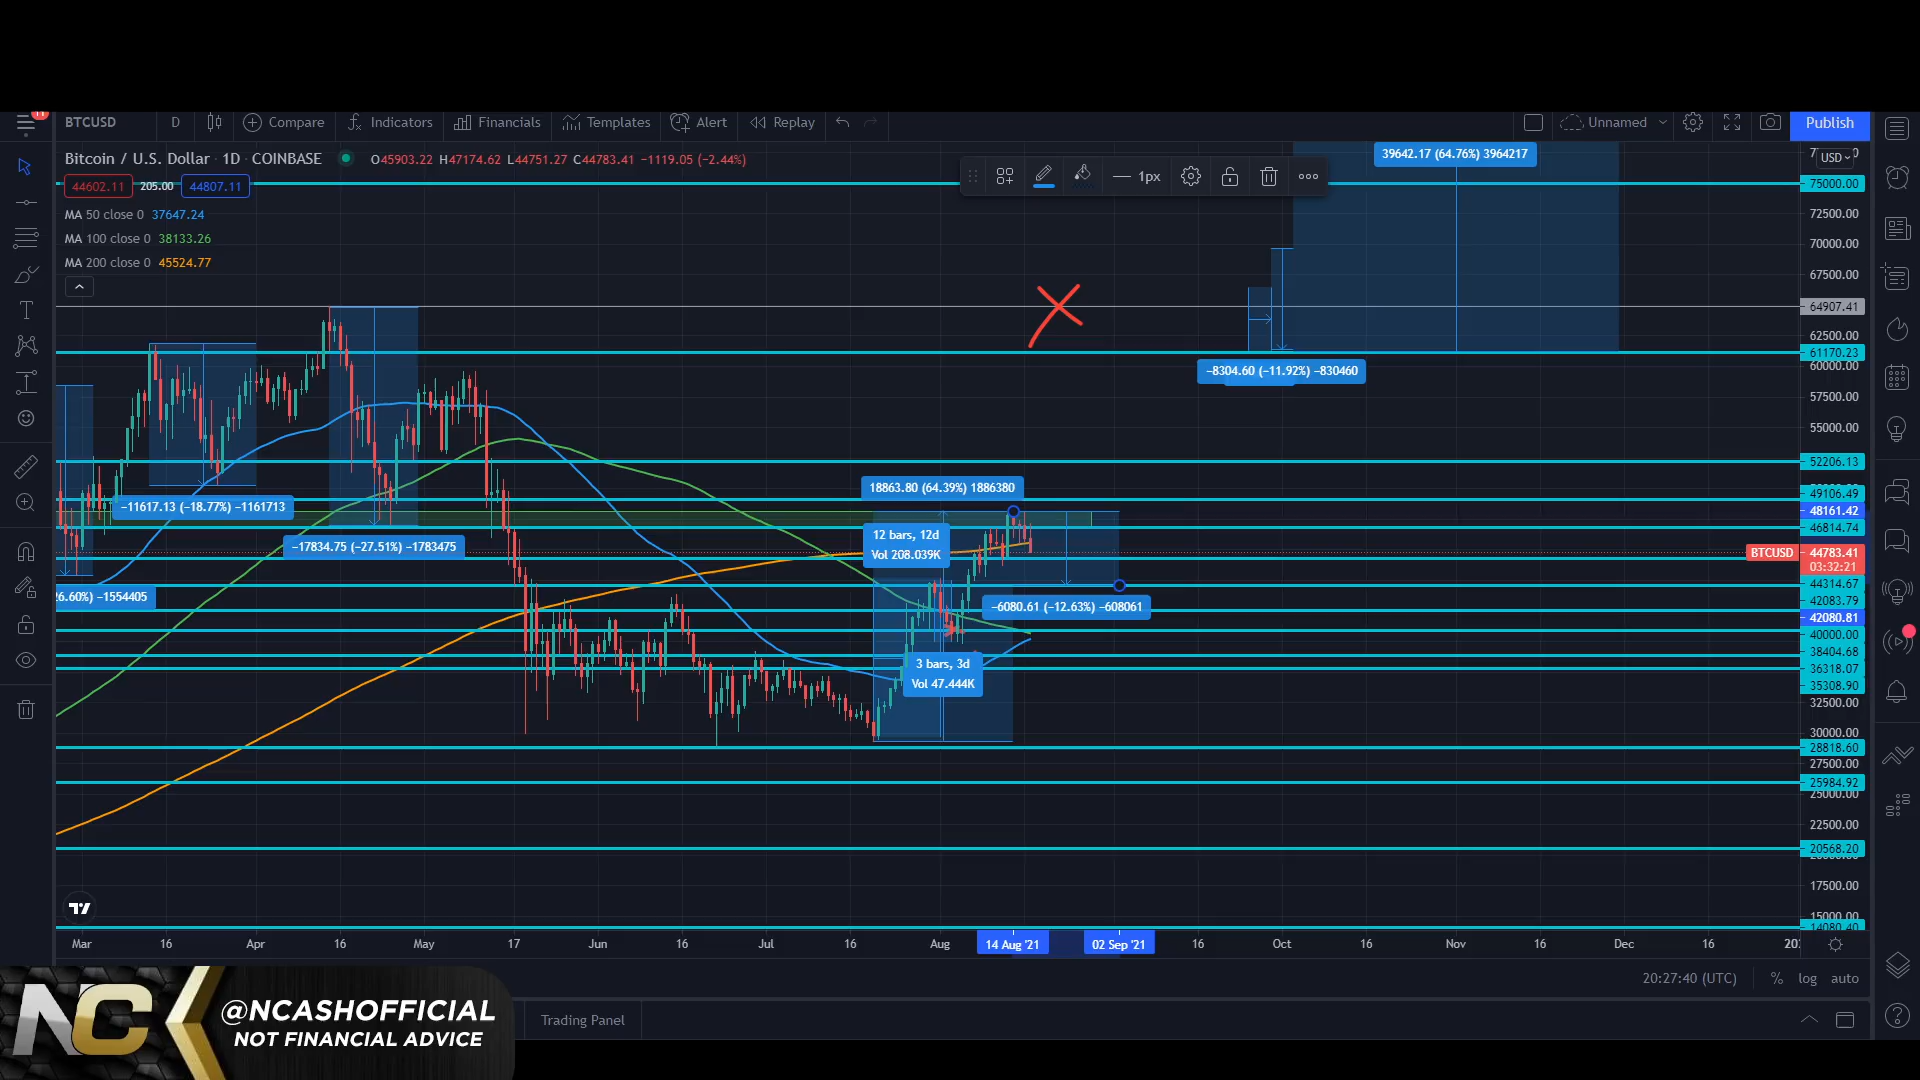 11
BTCUSD
D
Compare
Indicators
Financials
Templates
Alert
Replay
Unnamed
Publish
Bitcoin / U.S. Dollar · 1D · COINBASE
O45903.22 H47174.62 L44751.27 C44783.41 −1119.05 (−2.44%)
44602.11 205.00 44807.11
MA 50 close 0 37647.24
MA 100 close 0 38133.26
MA 200 close 0 45524.77
1px
39642.17 (64.76%) 3964217
−8304.60 (−11.92%) −830460
18863.80 (64.39%) 1886380
−11617.13 (−18.77%) −1161713
−17834.75 (−27.51%) −1783475
12 bars, 12d
Vol 208.039K
26.60%) −1554405
−6080.61 (−12.63%) −608061
3 bars, 3d
Vol 47.444K
USD
75000.00
72500.00
70000.00
67500.00
64907.41
62500.00
61170.23
60000.00
57500.00
55000.00
52206.13
49106.49
48161.42
46814.74
BTCUSD 44783.41
03:32:21
44314.67
42083.79
42080.81
40000.00
38404.68
36318.07
35308.90
32500.00
30000.00
28818.60
27500.00
25984.92
25000.00
22500.00
20568.20
17500.00
15000.00
14080.40
Mar 16 Apr 16 May 17 Jun 16 Jul 16 Aug 14 Aug '21 02 Sep '21 16 Oct 16 Nov 16 Dec 16
20:27:40 (UTC) % log auto
Trading Panel
NC
@NCASHOFFICIAL
NOT FINANCIAL ADVICE